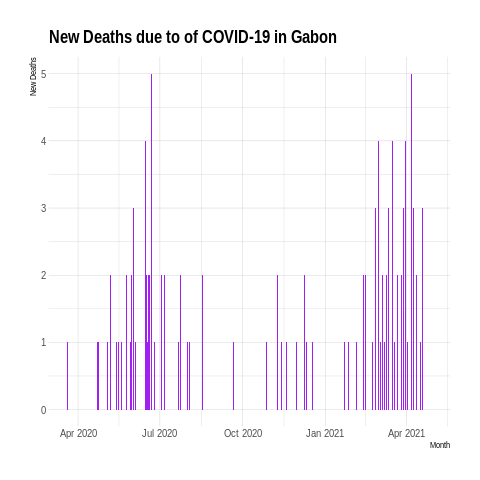 New Deaths due to of COVID-19 in Gabon
New Deaths
5
4
3
2
1
0
Apr 2020 Jul 2020 Oct 2020 Jan 2021 Apr 2021
Month